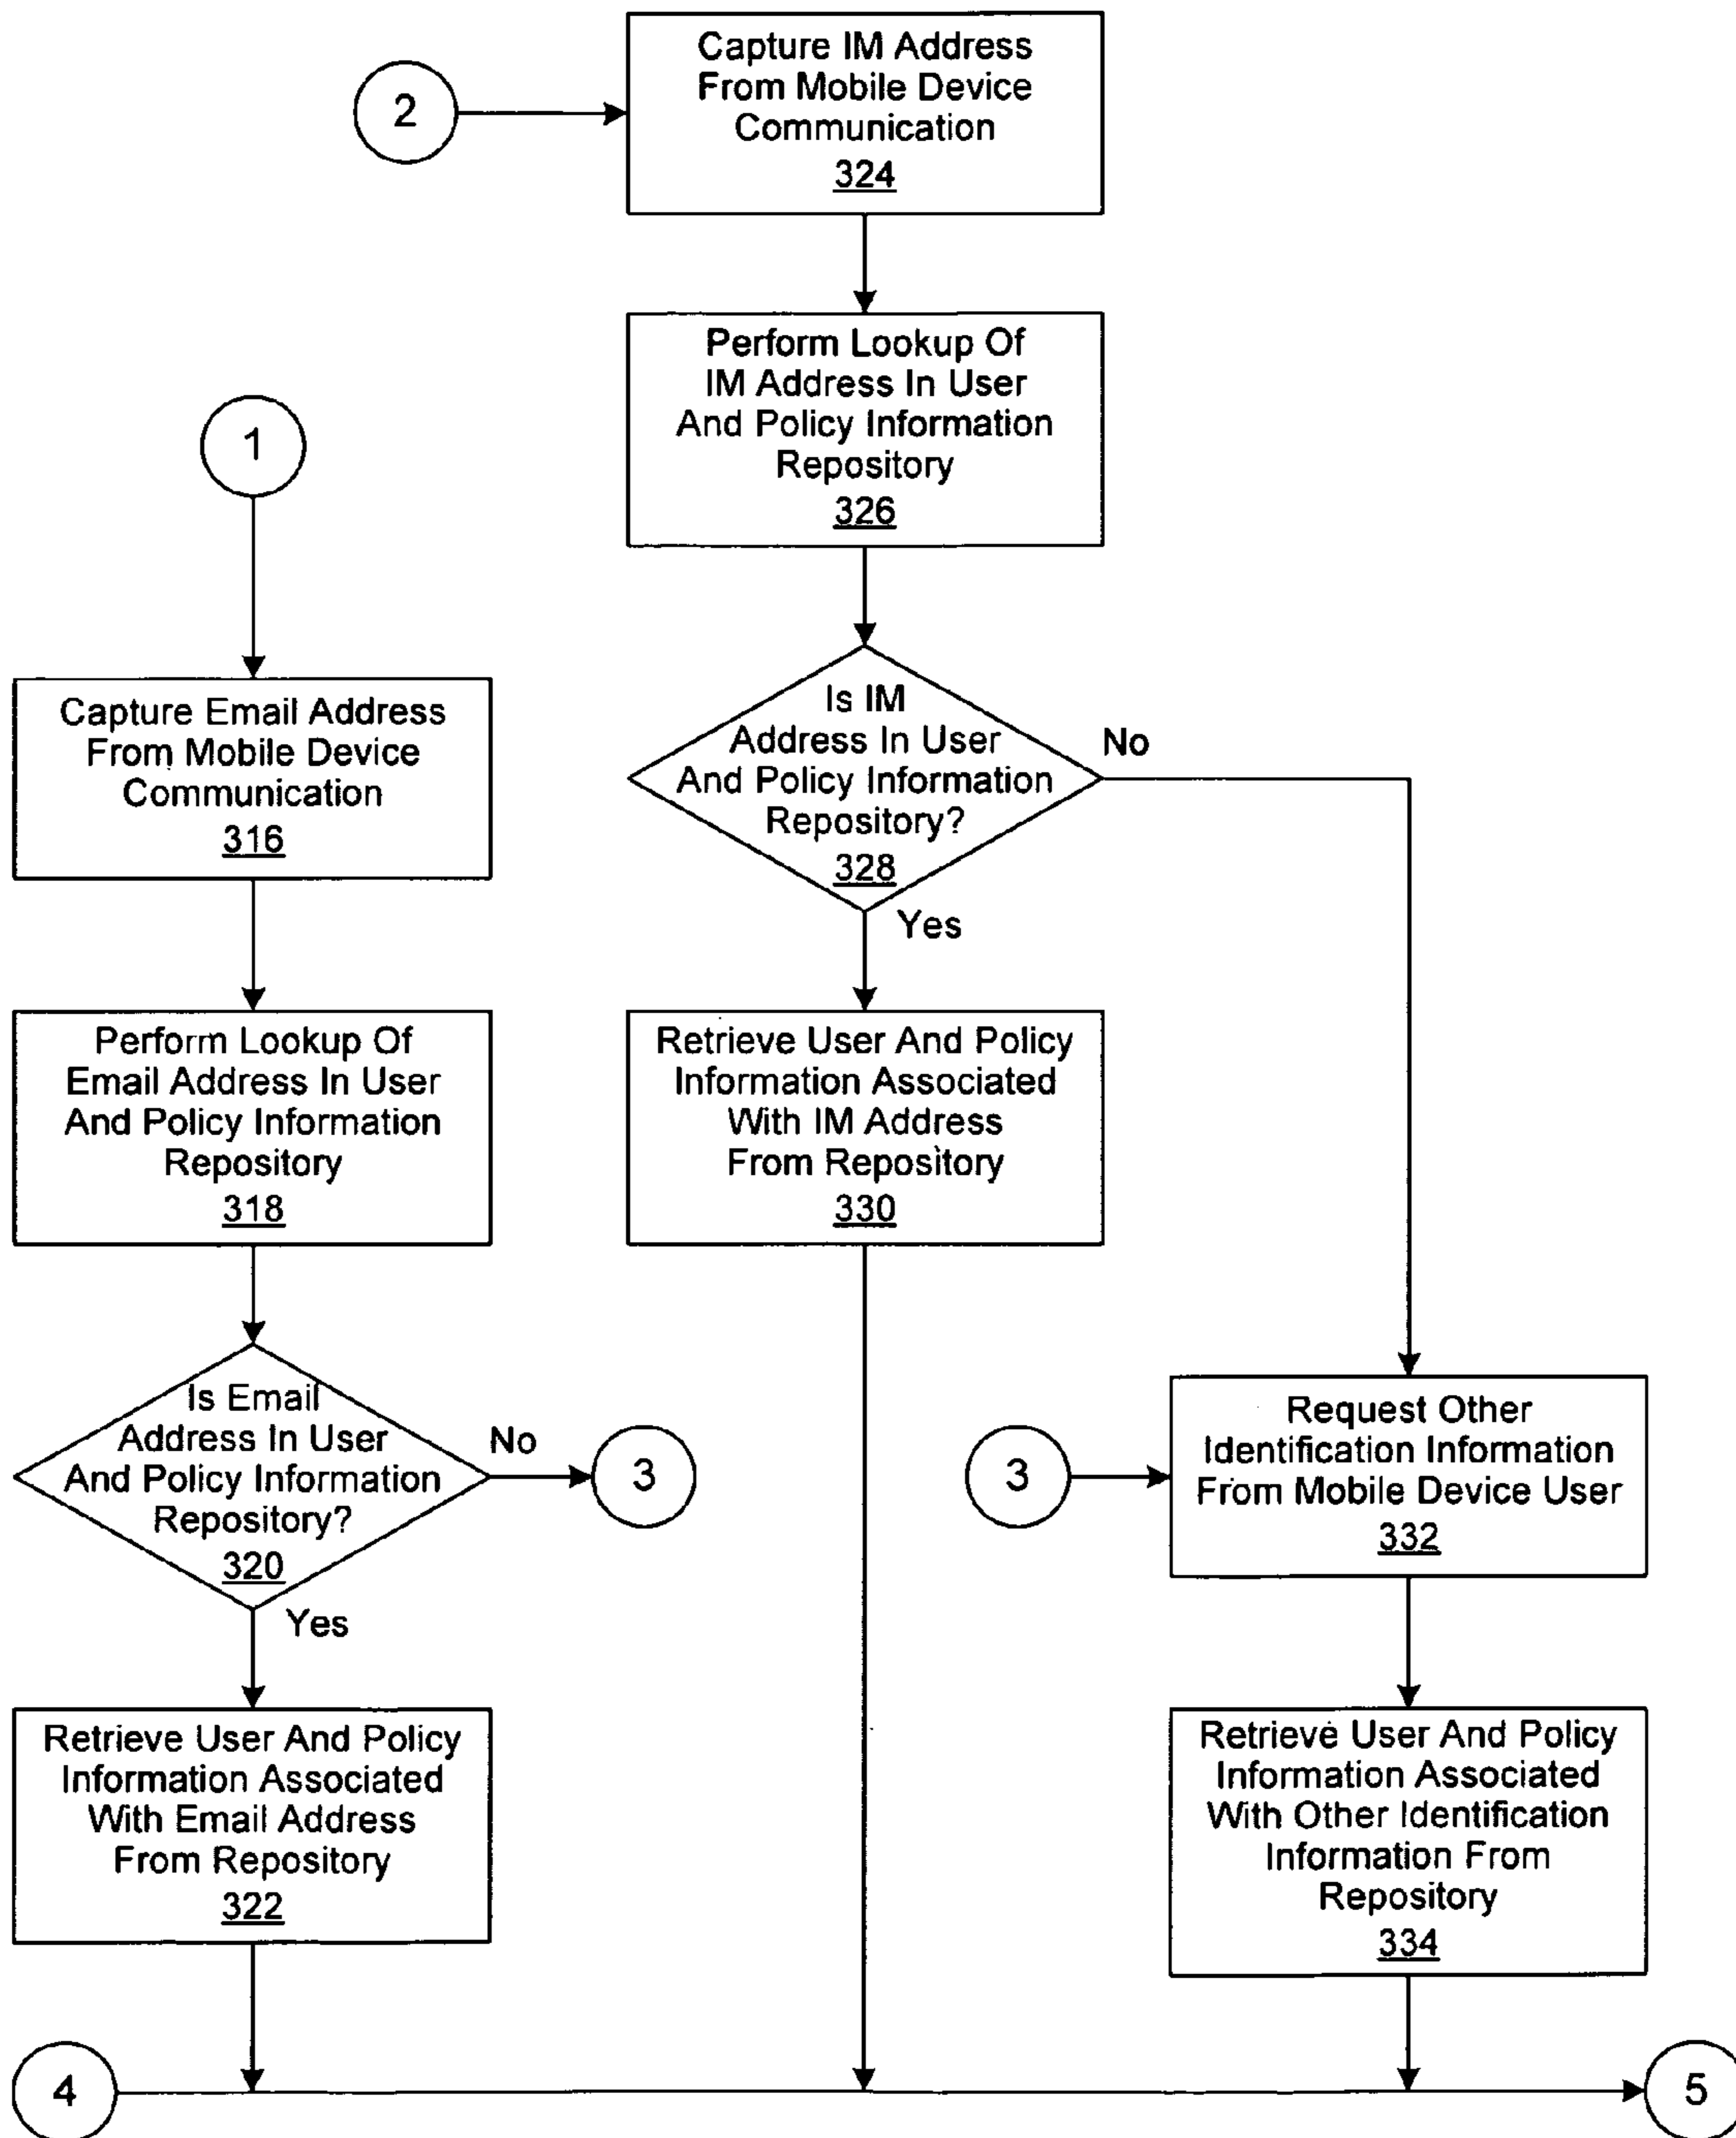 2
Capture IM Address
From Mobile Device
Communication
324
Perform Lookup Of
IM Address In User
And Policy Information
Repository
326
1
Is IM
Address In User
And Policy Information
Repository?
328
No
Yes
Capture Email Address
From Mobile Device
Communication
316
Perform Lookup Of
Email Address In User
And Policy Information
Repository
318
Retrieve User And Policy
Information Associated
With IM Address
From Repository
330
Is Email
Address In User
And Policy Information
Repository?
320
No
3
Yes
3
Request Other
Identification Information
From Mobile Device User
332
Retrieve User And Policy
Information Associated
With Email Address
From Repository
322
Retrieve User And Policy
Information Associated
With Other Identification
Information From
Repository
334
4
5